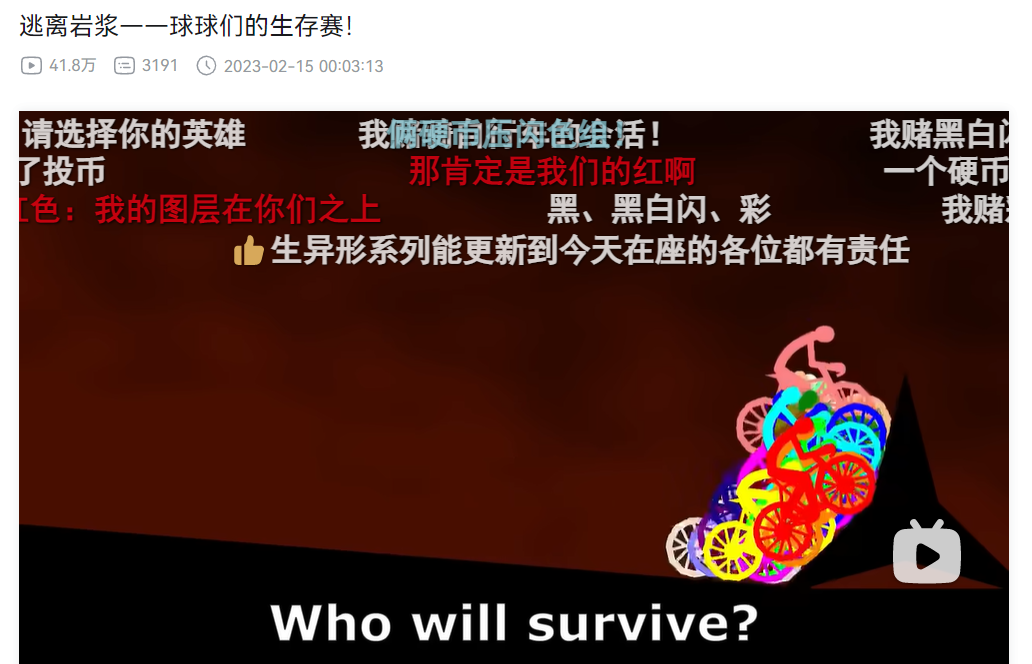 逃离岩浆一一球球们的生存赛!
41.8万 3191 2023-02-15 00:03:13
请选择你的英雄
我赌黑白闪
了投币
那肯定是我们的红啊
一个硬币
红色：我的图层在你们之上
黑、黑白闪、彩
我赌彩
生异形系列能更新到今天在座的各位都有责任
Who will survive?